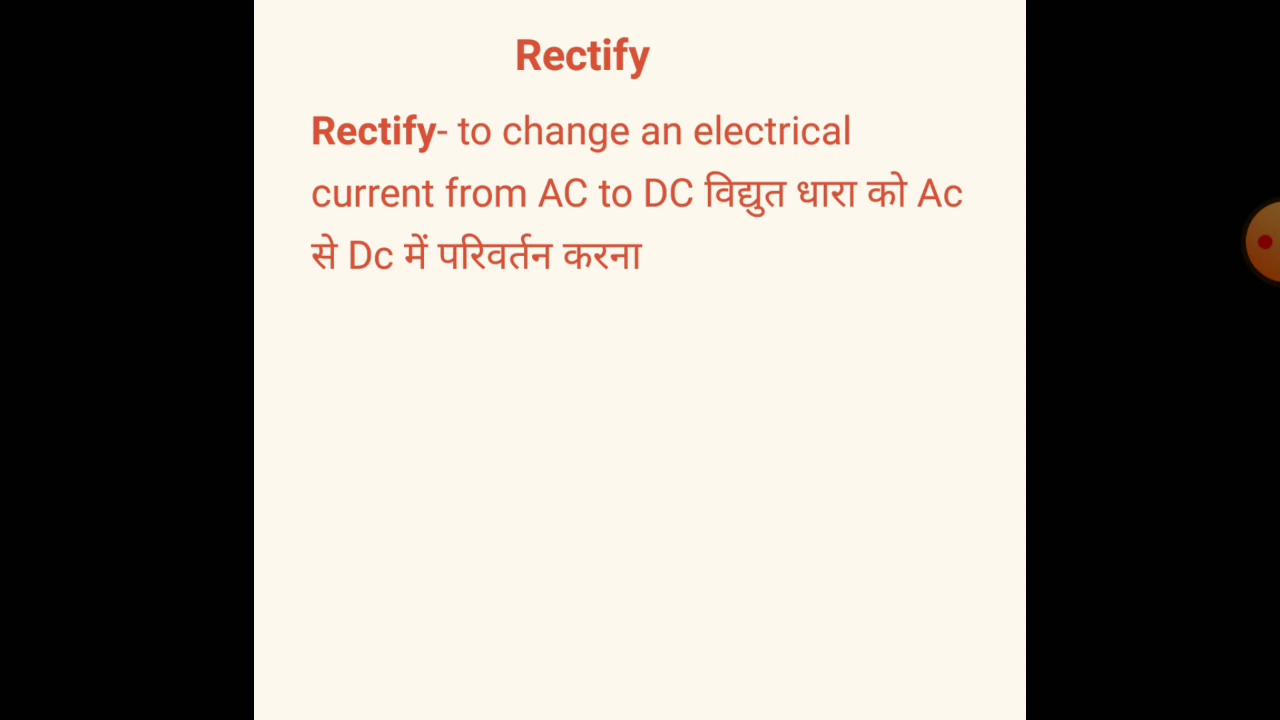 Rectify
Rectify- to change an electrical
current from AC to DC विद्युत धारा को Ac
से Dc में परिवर्तन करना